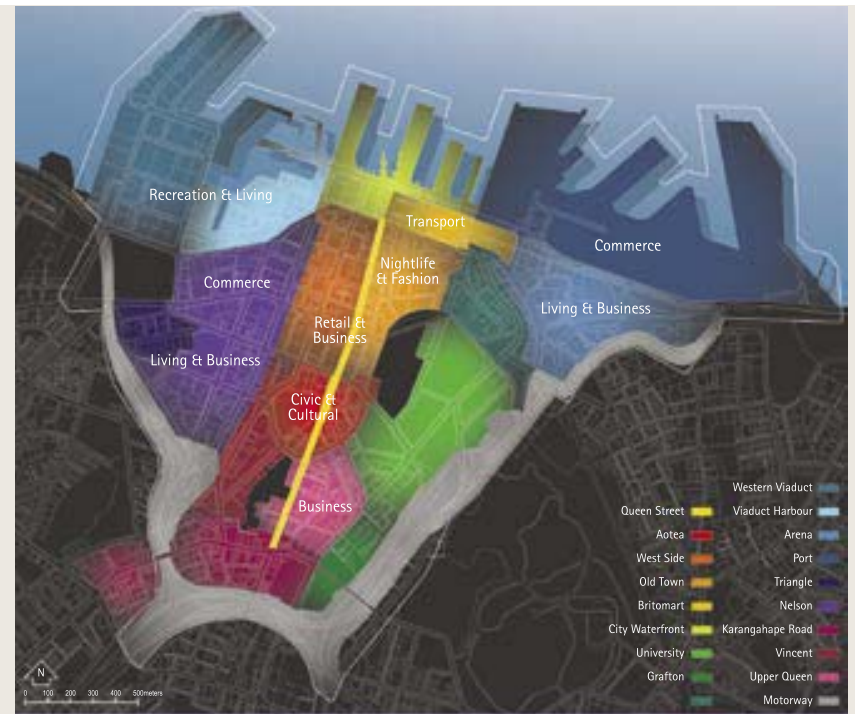 Recreation & Living
Transport
Commerce
Nightlife
& Fashion
Commerce
Living & Business
Retail &
Business
Living & Business
Civic &
Cultural
Business
Western Viaduct
Queen Street
Viaduct Harbour
Aotea
Arena
West Side
Port
Old Town
Triangle
Britomart
Nelson
City Waterfront
Karangahape Road
University
Vincent
Grafton
Upper Queen
Motorway
N
0 100 200 300 400 500meters